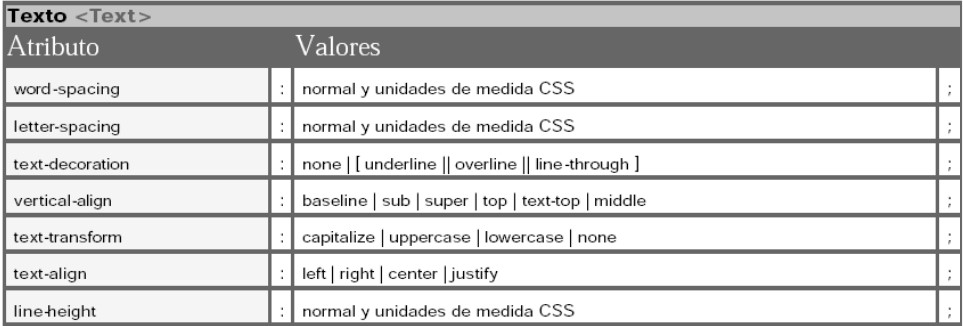 Texto <Text>
Atributo Valores
word-spacing : normal y unidades de medida CSS ;
letter-spacing : normal y unidades de medida CSS ;
text-decoration : none | [ underline || overline || line-through ] ;
vertical-align : baseline | sub | super | top | text-top | middle ;
text-transform : capitalize | uppercase | lowercase | none ;
text-align : left | right | center | justify ;
line-height : normal y unidades de medida CSS ;